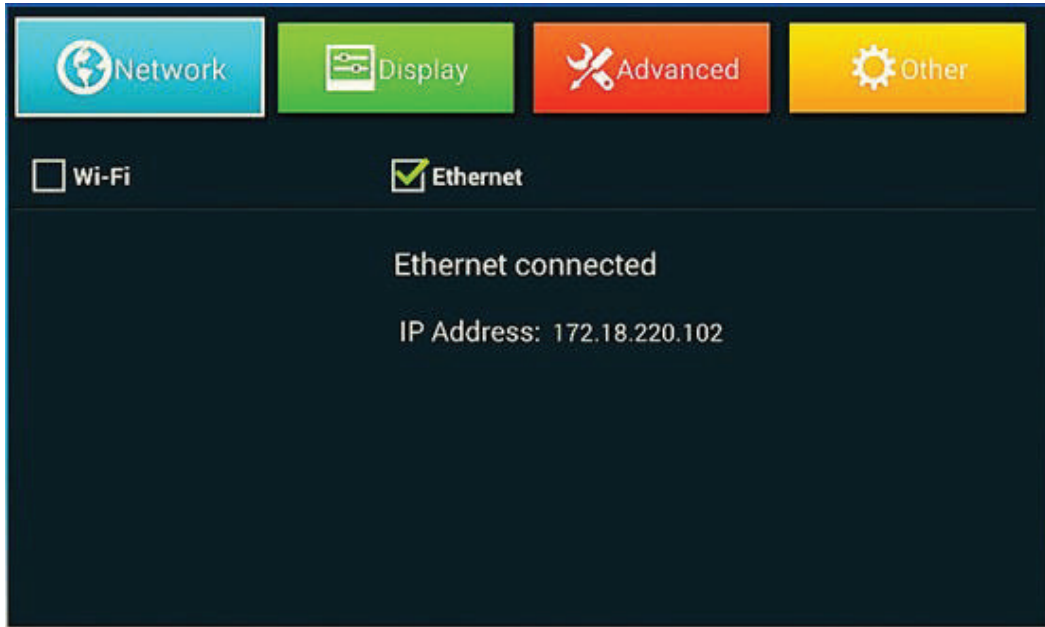 Network Display Advanced Other
Wi-Fi Ethernet
Ethernet connected
IP Address: 172.18.220.102